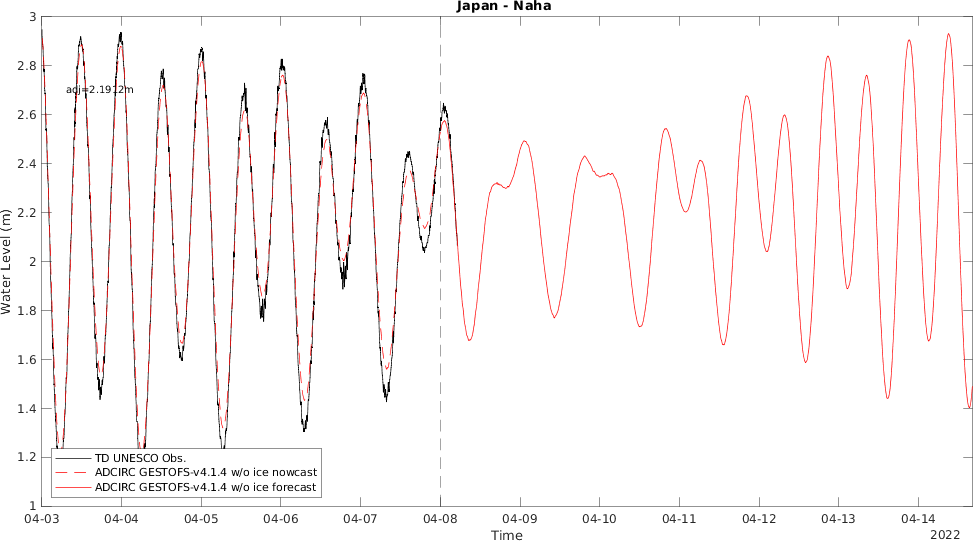 Japan - Naha
3
2.8
adj=2.1912m
2.6
2.4
2.2
2
1.8
1.6
1.4
1.2
1
Water Level (m)
TD UNESCO Obs.
ADCIRC GESTOFS-v4.1.4 w/o ice nowcast
ADCIRC GESTOFS-v4.1.4 w/o ice forecast
04-03 04-04 04-05 04-06 04-07 04-08 04-09 04-10 04-11 04-12 04-13 04-14
Time
2022